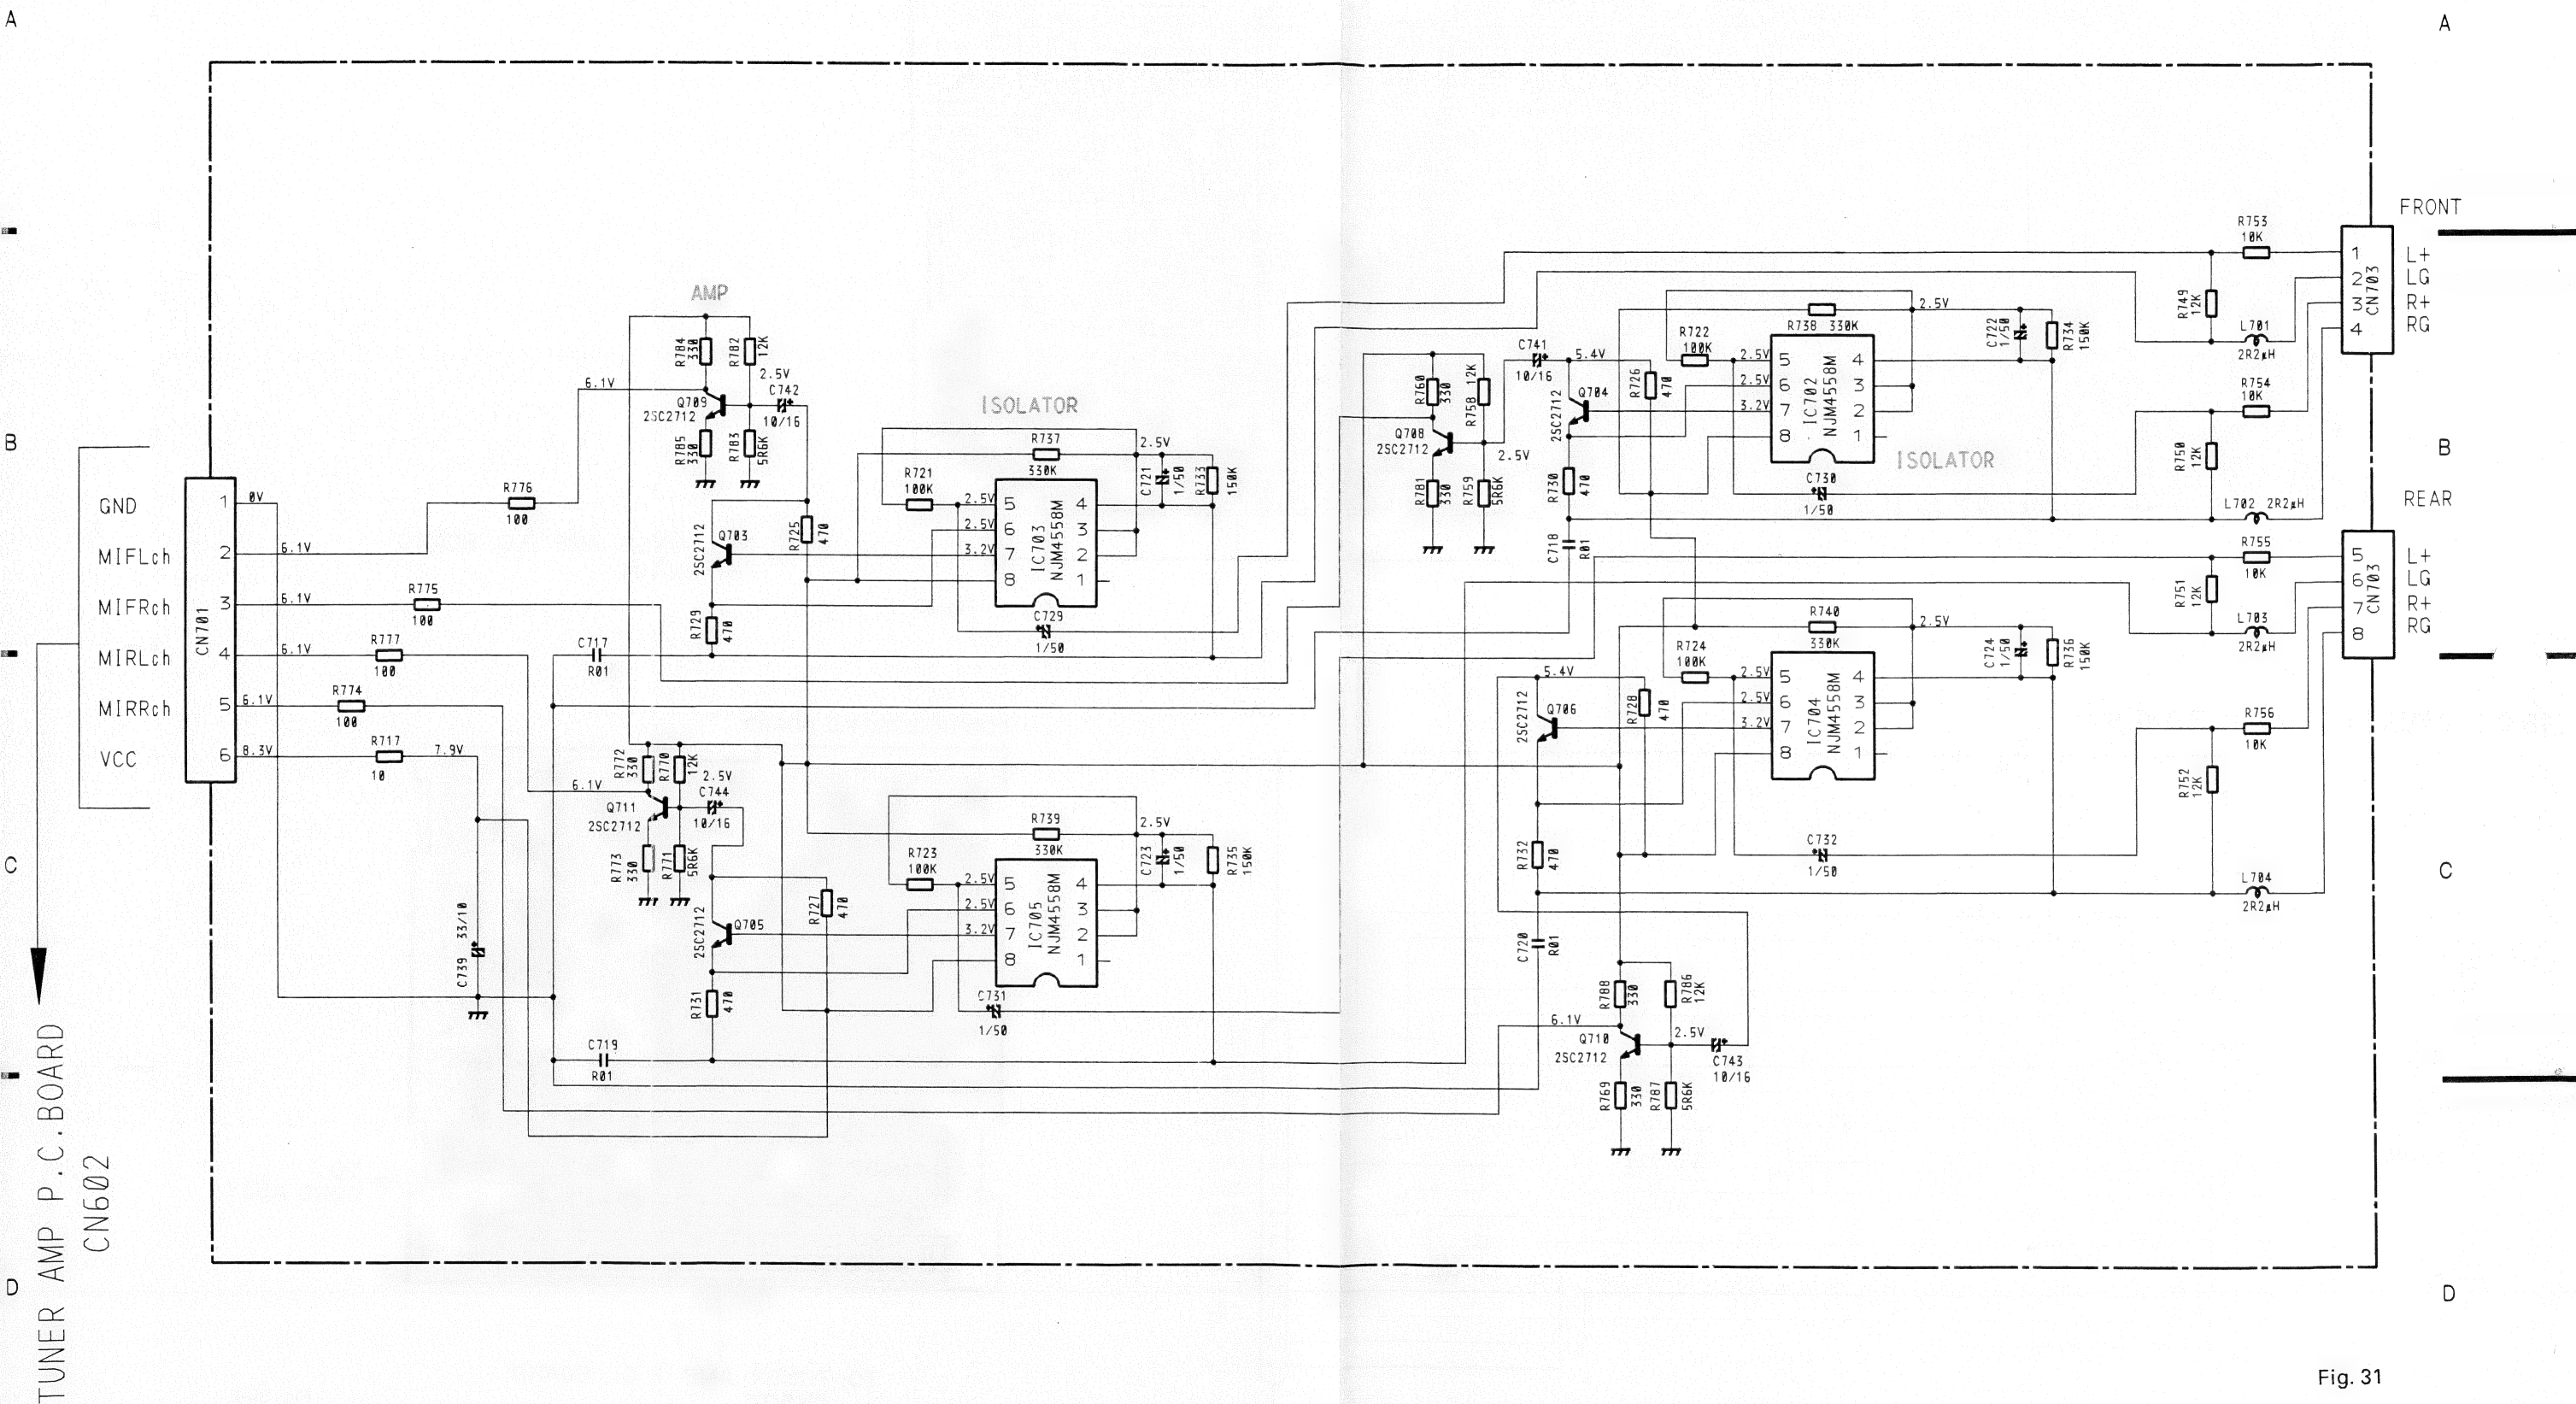 A
A
FRONT
R753
10K
1
L+
2
LG
3
R+
4
RG
CN703
R749
12K
L701
2R2µH
R754
10K
R750
12K
L702 2R2µH
B
B
REAR
R755
10K
5
L+
6
LG
7
R+
8
RG
CN703
R751
12K
L703
2R2µH
R756
10K
R752
12K
L704
2R2µH
AMP
R784
330
R782
12K
2.5V
C742
10/16
6.1V
Q709
2SC2712
R785
330
R783
5R6K
ISOLATOR
R737
330K
2.5V
R721
100K
C721
1/50
R733
150K
2.5V
5
4
2.5V
6
3
3.2V
7
2
8
1
IC703
NJM4558M
C729
1/50
2SC2712
Q703
R725
470
R729
470
C717
R01
R760
330
R758 12K
Q708
2SC2712
2.5V
R781
330
R759
5R6K
C741
10/16
5.4V
R726
470
Q704
2SC2712
R730
470
C718
R01
R738 330K
2.5V
R722
100K
C722
1/50
R734
150K
2.5V
5
4
2.5V
6
3
3.2V
7
2
8
1
IC702
NJM4558M
ISOLATOR
C730
1/50
GND
MIFLch
MIFRch
MIRLch
MIRRch
VCC
1
2
3
4
5
6
CN701
0V
6.1V
6.1V
6.1V
6.1V
8.3V
R776
100
R775
100
R777
100
R774
100
R717
10
7.9V
C739 33/10
R772
330
R770
12K
2.5V
C744
10/16
6.1V
Q711
2SC2712
R773
330
R771
5R6K
2SC2712
Q705
R727
470
R731
470
C719
R01
R739
330K
2.5V
R723
100K
C723
1/50
R735
150K
2.5V
5
4
2.5V
6
3
3.2V
7
2
8
1
IC705
NJM4558M
C731
1/50
R740
330K
2.5V
R724
100K
C724
1/50
R736
150K
5.4V
2SC2712
Q706
R728
470
2.5V
5
4
2.5V
6
3
3.2V
7
2
8
1
IC704
NJM4558M
C732
1/50
R732
470
C720
R01
R788
330
R786
12K
6.1V
Q710
2SC2712
2.5V
C743
10/16
R769
330
R787
5R6K
C
C
TUNER AMP P.C.BOARD
CN602
D
D
Fig. 31